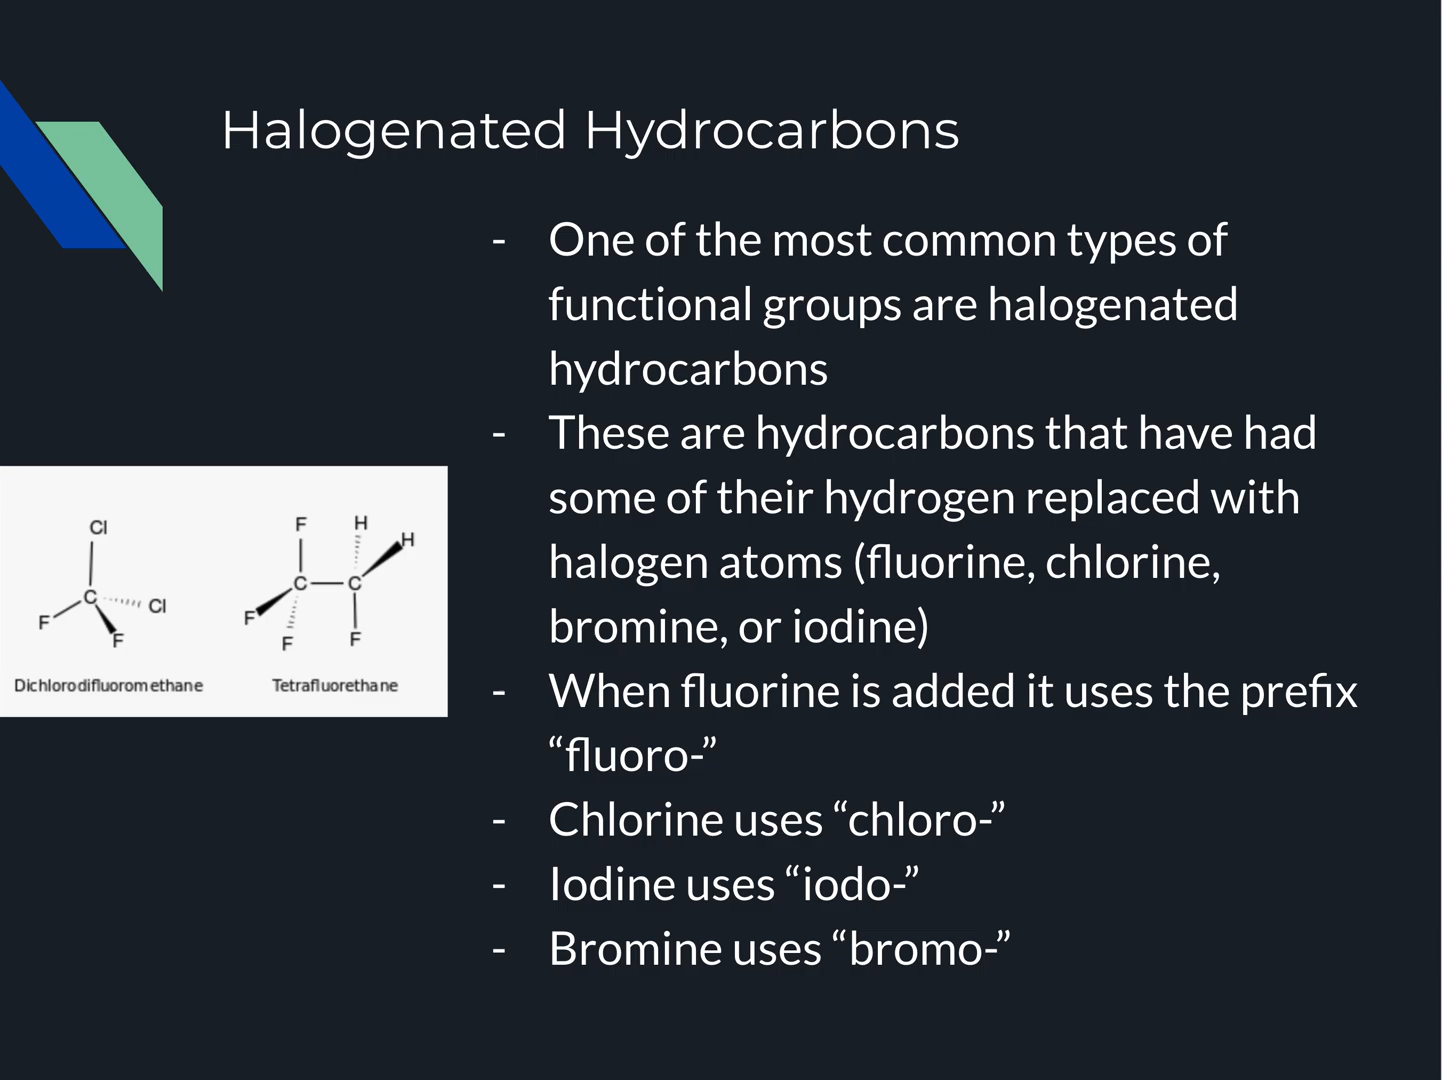 Halogenated Hydrocarbons
- One of the most common types of
functional groups are halogenated
hydrocarbons
- These are hydrocarbons that have had
some of their hydrogen replaced with
halogen atoms (fluorine, chlorine,
bromine, or iodine)
- When fluorine is added it uses the prefix
“fluoro-”
- Chlorine uses “chloro-”
- Iodine uses “iodo-”
- Bromine uses “bromo-”
Cl
C
Cl
F
F
Dichlorodifluoromethane
F
H
H
C
C
F
F
F
Tetrafluorethane